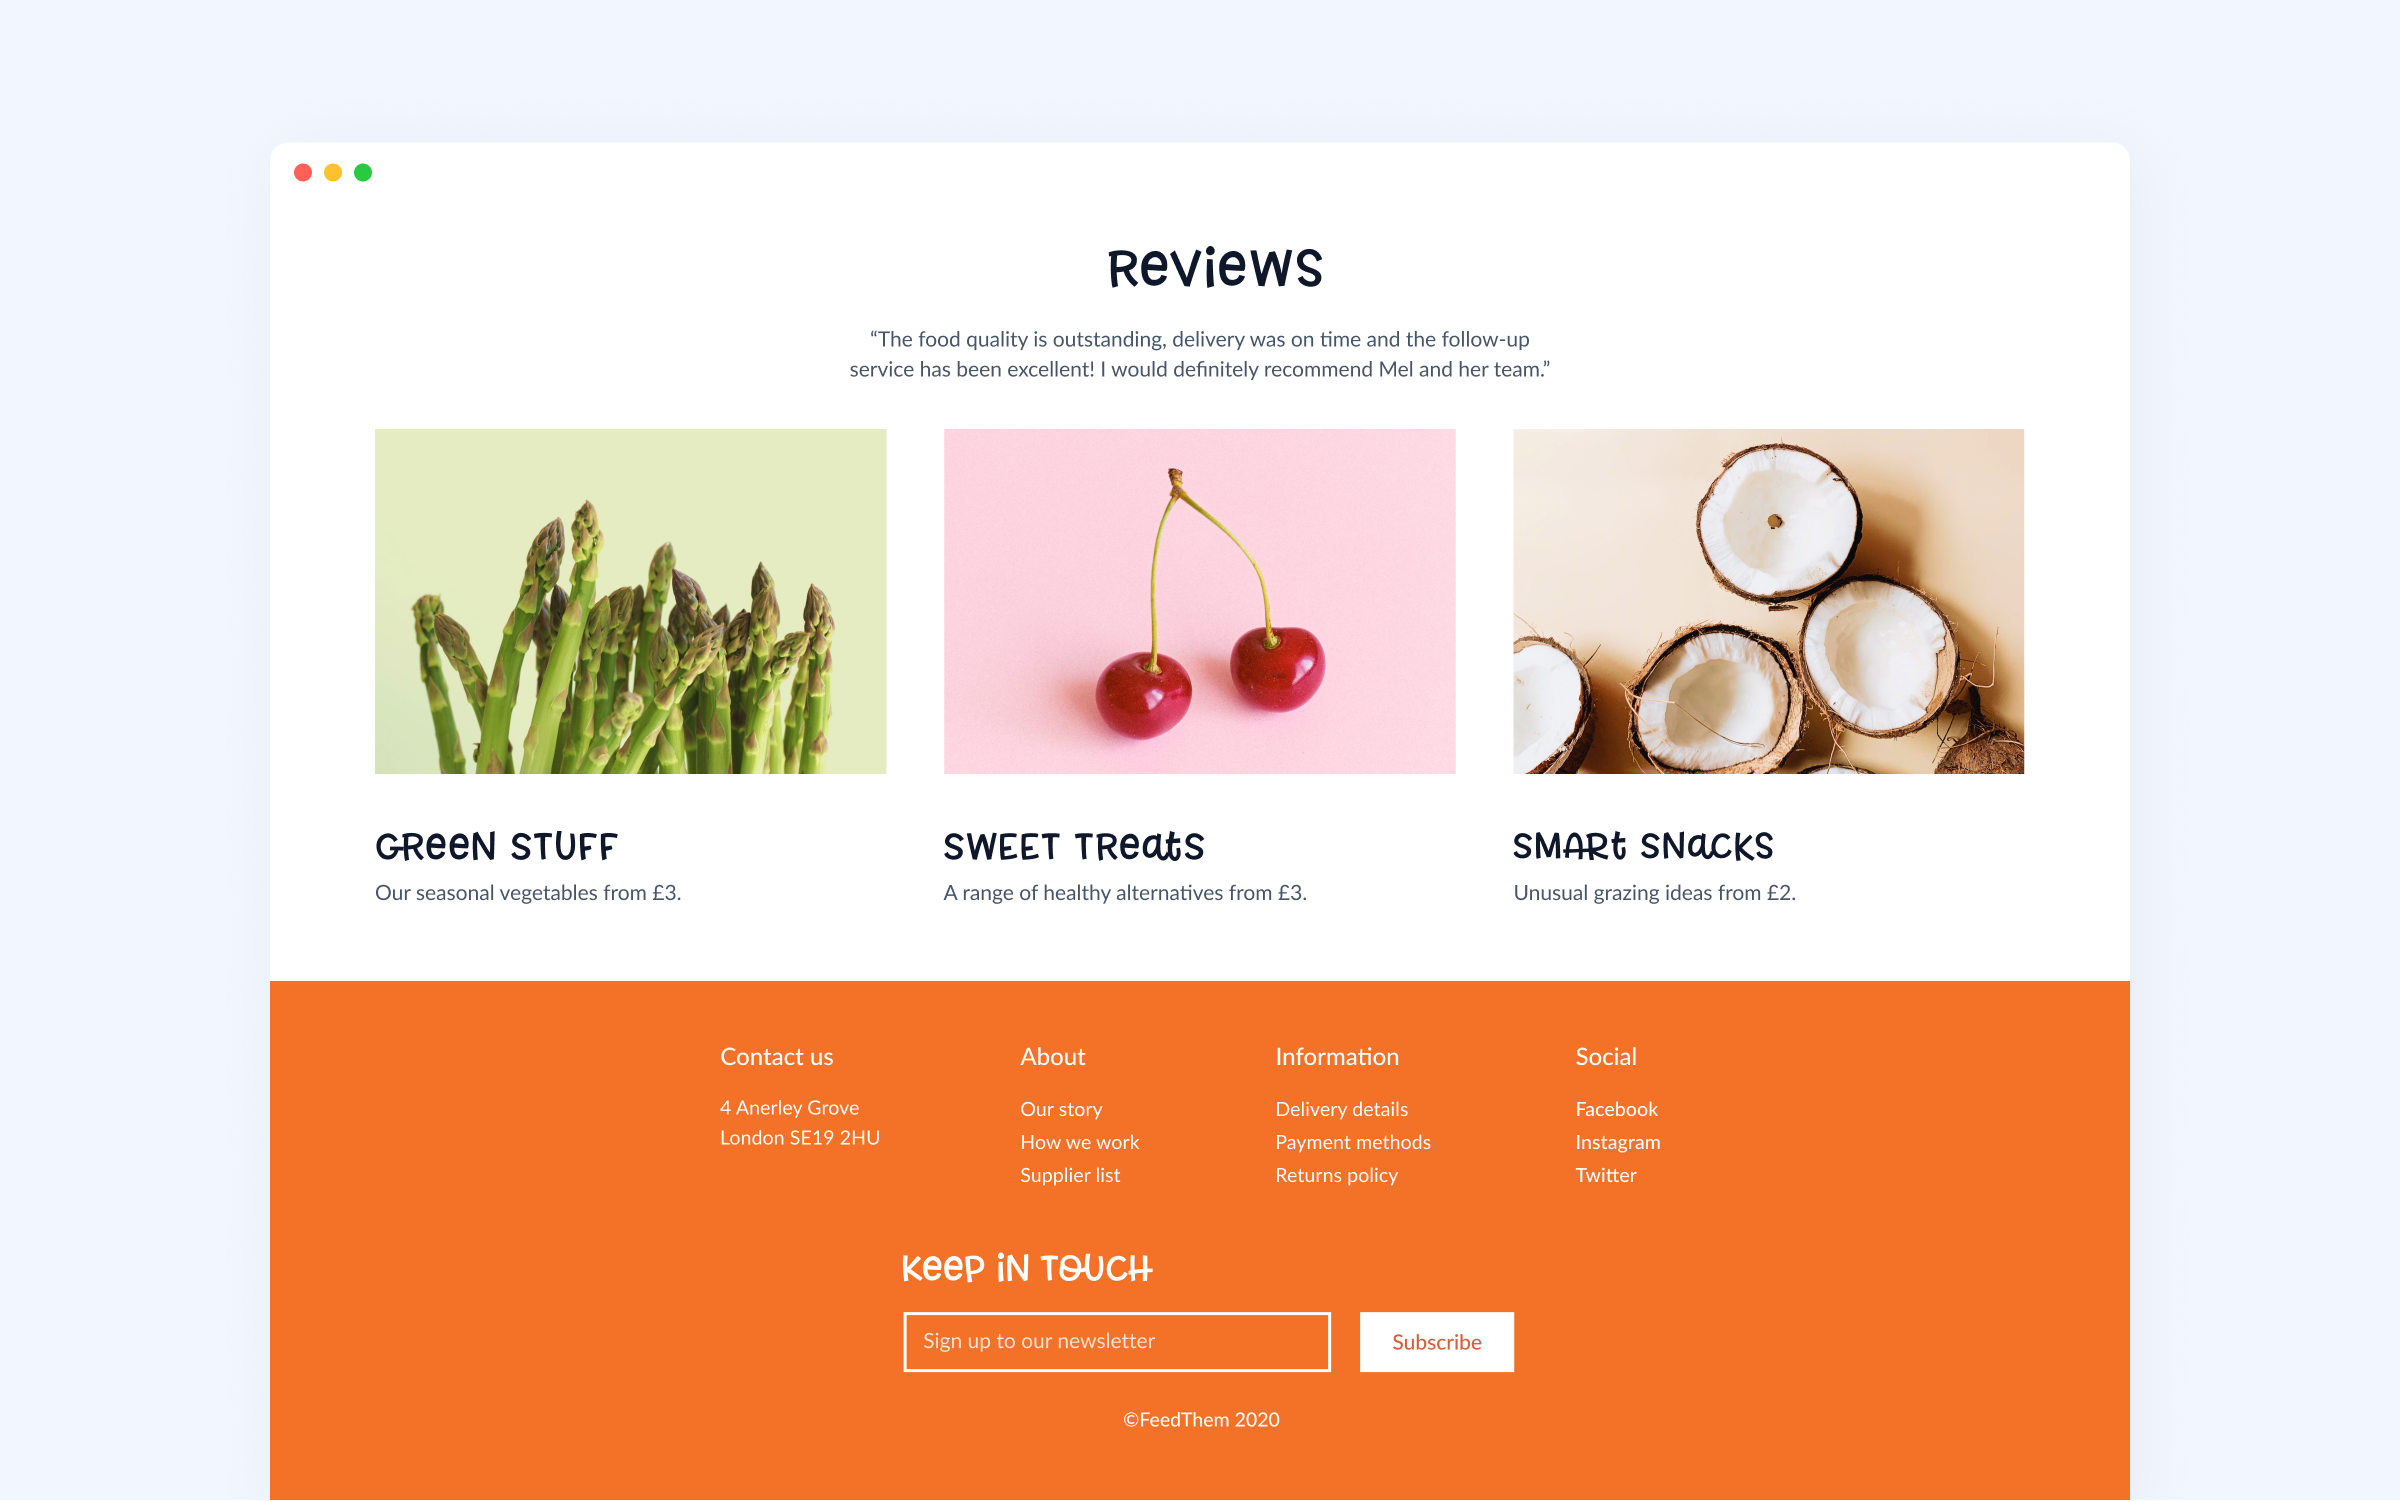 Reviews
“The food quality is outstanding, delivery was on time and the follow-up
service has been excellent! I would definitely recommend Mel and her team.”
GReeN STUFF
Our seasonal vegetables from £3.
SWEET TReatS
A range of healthy alternatives from £3.
SMARt SNaCKS
Unusual grazing ideas from £2.
Contact us
4 Anerley Grove
London SE19 2HU
About
Our story
How we work
Supplier list
Information
Delivery details
Payment methods
Returns policy
Social
Facebook
Instagram
Twitter
KeeP iN TOUCH
Sign up to our newsletter
Subscribe
©FeedThem 2020